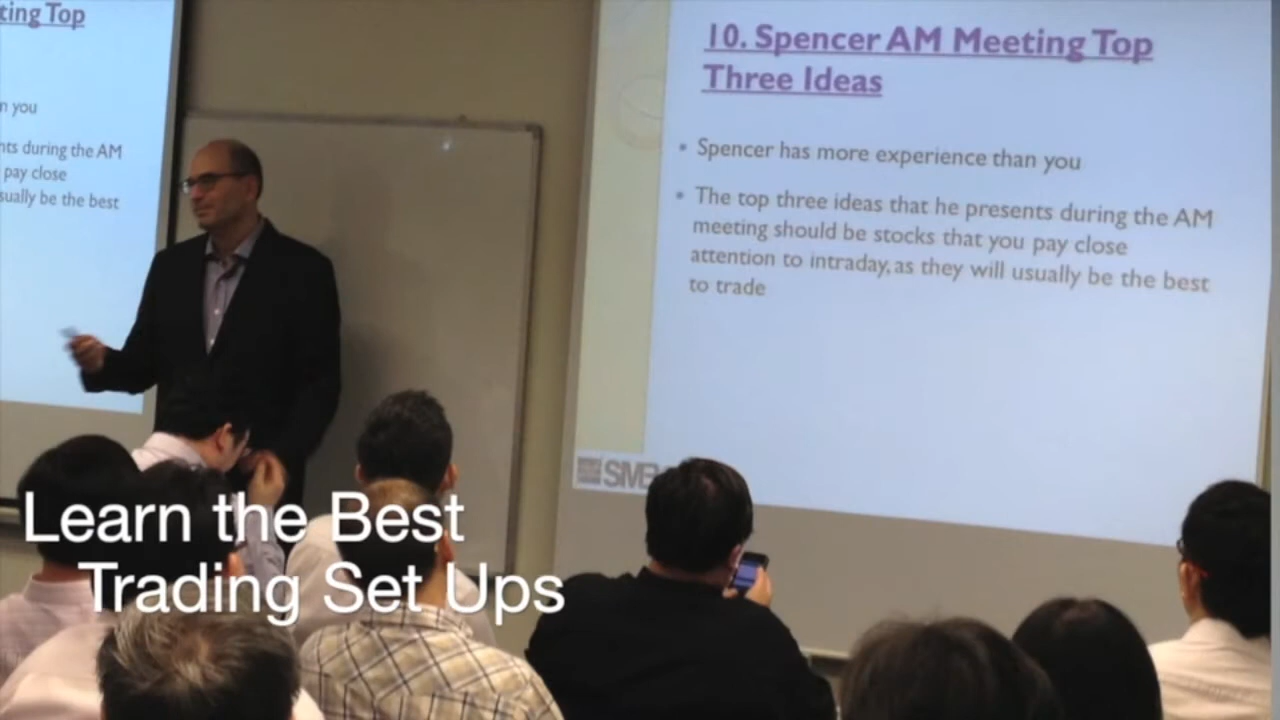 ting Top
n you
nts during the AM
pay close
sually be the best
10. Spencer AM Meeting Top
Three Ideas
• Spencer has more experience than you
• The top three ideas that he presents during the AM
meeting should be stocks that you pay close
attention to intraday, as they will usually be the best
to trade
SMB
Learn the Best
Trading Set Ups